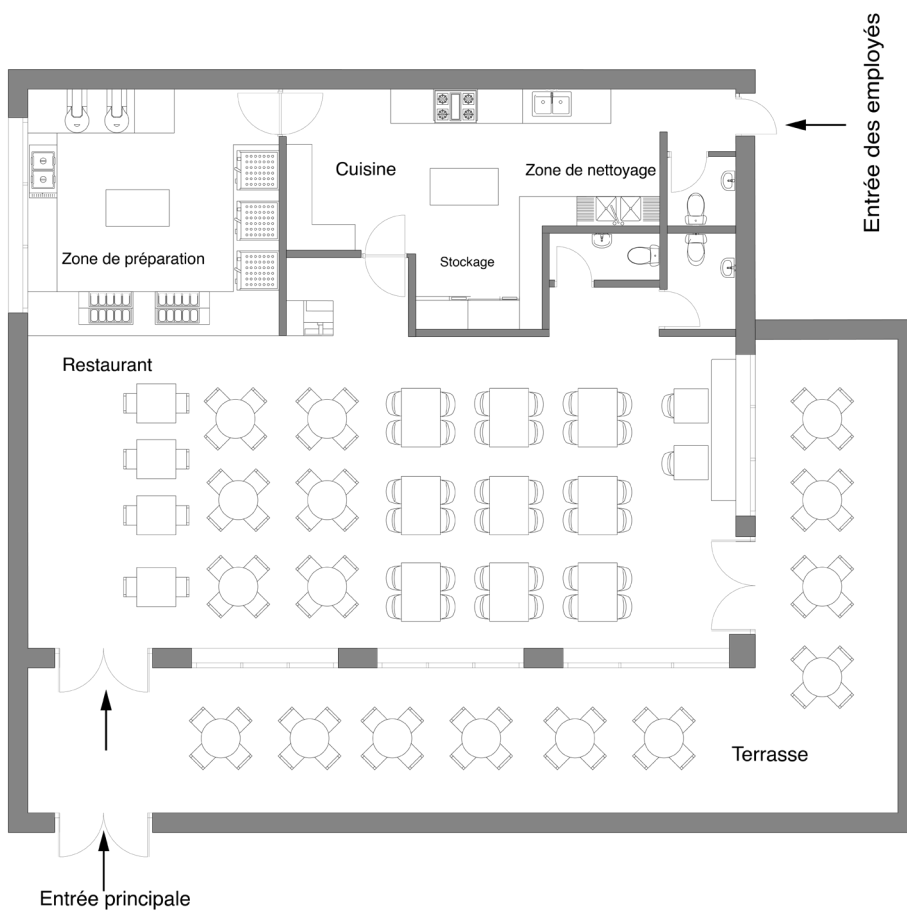 Entrée des employés
Cuisine
Zone de nettoyage
Zone de préparation
Stockage
Restaurant
Terrasse
Entrée principale